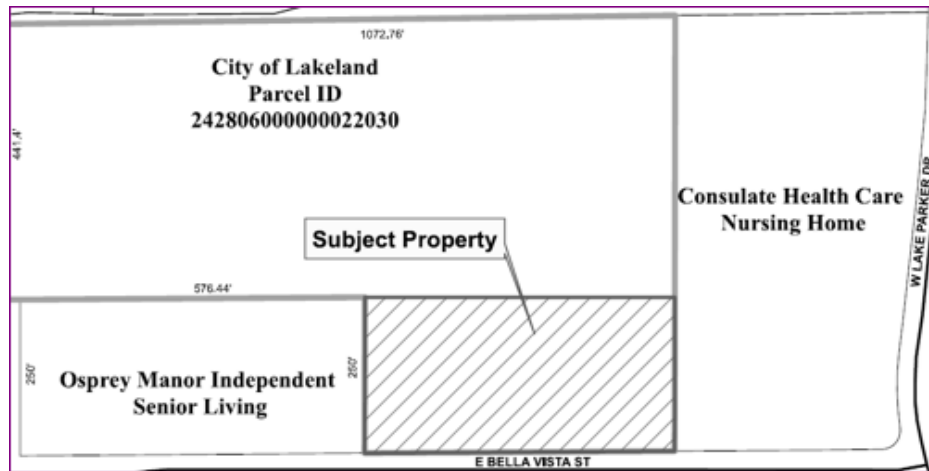 1072.76'
City of Lakeland
Parcel ID
242806000000022030
441.4'
Consulate Health Care
Nursing Home
W LAKE PARKER DR
Subject Property
576.44'
250'
Osprey Manor Independent
Senior Living
250'
E BELLA VISTA ST